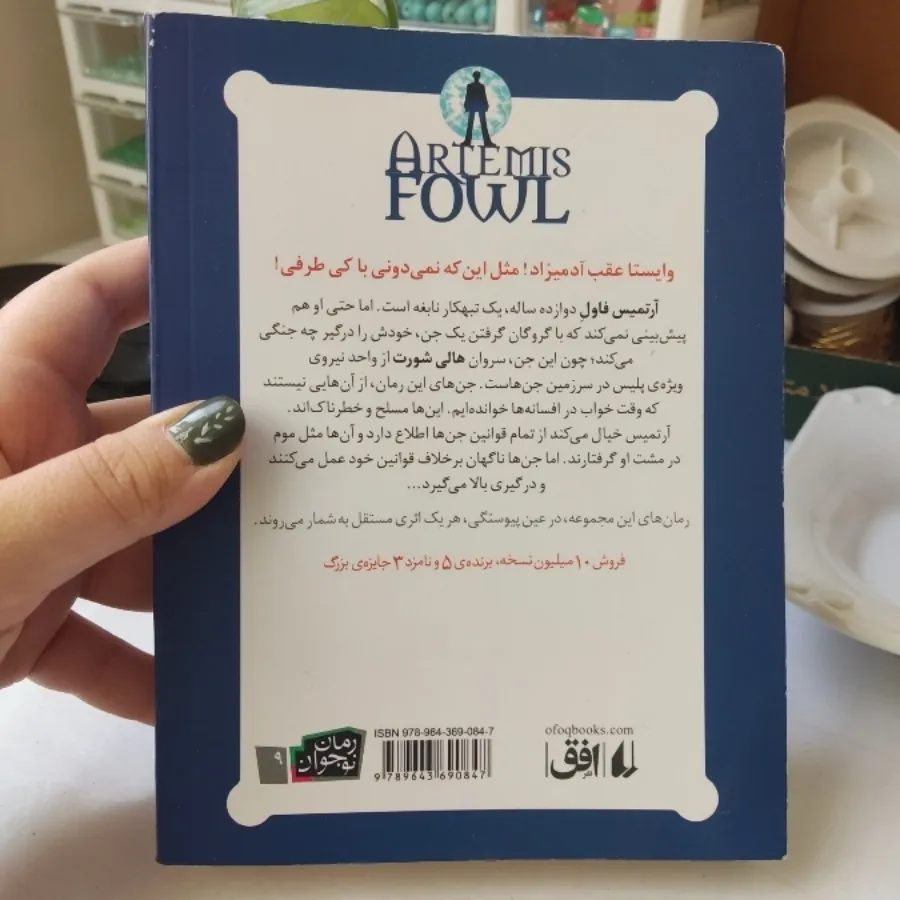 ARTEMIS
FOWL
وایستا عقب آدمیزاد! مثل این که نمی‌دونی با کی طرفی!
آرتمیس فاول دوازده ساله، یک تبهکار نابغه است. اما حتی او هم
پیش‌بینی نمی‌کند که با گروگان گرفتن یک جن، خودش را درگیر چه جنگی
می‌کند؛ چون این جن، سروان هالی شورت از واحد نیروی
ویژه‌ی پلیس در سرزمین جن‌هاست. جن‌های این رمان، از آن‌هایی نیستند
که وقت خواب در افسانه‌ها خوانده‌ایم. این‌ها مسلح و خطرناک‌اند.
آرتمیس خیال می‌کند از تمام قوانین جن‌ها اطلاع دارد و آن‌ها مثل موم
در مشت او گرفتارند. اما جن‌ها ناگهان برخلاف قوانین خود عمل می‌کنند
و درگیری بالا می‌گیرد...
رمان‌های این مجموعه، در عین پیوستگی، هر یک اثری مستقل به شمار می‌روند.
فروش ۱۰ میلیون نسخه، برنده‌ی ۵ و نامزد ۳ جایزه‌ی بزرگ
ofoqbooks.com
نشر افق
ISBN 978-964-369-084-7
9 789643 690847
رمان
نوجوان
۹